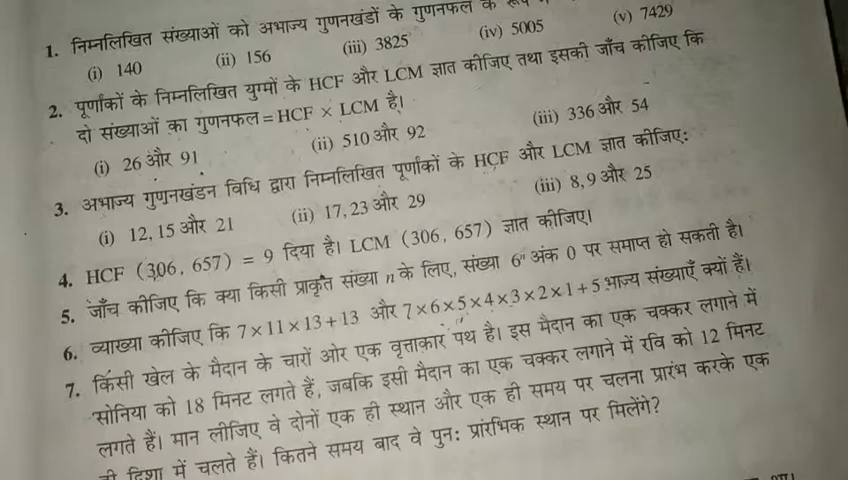 1. निम्नलिखित संख्याओं को अभाज्य गुणनखंडों के गुणनफल के रूप में
(i) 140 (ii) 156 (iii) 3825 (iv) 5005 (v) 7429
2. पूर्णांकों के निम्नलिखित युग्मों के HCF और LCM ज्ञात कीजिए तथा इसकी जाँच कीजिए कि
दो संख्याओं का गुणनफल = HCF × LCM है।
(i) 26 और 91 (ii) 510 और 92 (iii) 336 और 54
3. अभाज्य गुणनखंडन विधि द्वारा निम्नलिखित पूर्णांकों के HCF और LCM ज्ञात कीजिए:
(i) 12, 15 और 21 (ii) 17, 23 और 29 (iii) 8, 9 और 25
4. HCF (306, 657) = 9 दिया है। LCM (306, 657) ज्ञात कीजिए।
5. जाँच कीजिए कि क्या किसी प्राकृत संख्या n के लिए, संख्या 6ⁿ अंक 0 पर समाप्त हो सकती है।
6. व्याख्या कीजिए कि 7 × 11 × 13 + 13 और 7 × 6 × 5 × 4 × 3 × 2 × 1 + 5 भाज्य संख्याएँ क्यों हैं।
7. किसी खेल के मैदान के चारों ओर एक वृत्ताकार पथ है। इस मैदान का एक चक्कर लगाने में
सोनिया को 18 मिनट लगते हैं, जबकि इसी मैदान का एक चक्कर लगाने में रवि को 12 मिनट
लगते हैं। मान लीजिए वे दोनों एक ही स्थान और एक ही समय पर चलना प्रारंभ करके एक
ही दिशा में चलते हैं। कितने समय बाद वे पुन: प्रारंभिक स्थान पर मिलेंगे?